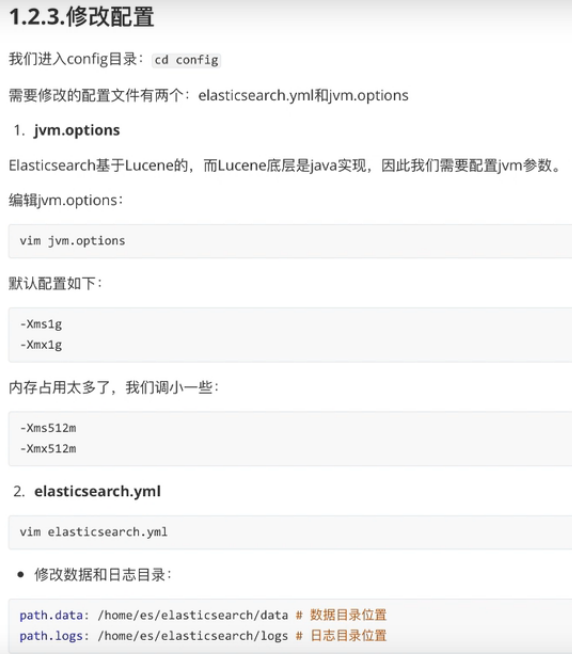 1.2.3.修改配置
我们进入config目录：cd config
需要修改的配置文件有两个：elasticsearch.yml和jvm.options
1. jvm.options
Elasticsearch基于Lucene的，而Lucene底层是java实现，因此我们需要配置jvm参数。
编辑jvm.options：
vim jvm.options
默认配置如下：
-Xms1g
-Xmx1g
内存占用太多了，我们调小一些：
-Xms512m
-Xmx512m
2. elasticsearch.yml
vim elasticsearch.yml
• 修改数据和日志目录：
path.data: /home/es/elasticsearch/data # 数据目录位置
path.logs: /home/es/elasticsearch/logs # 日志目录位置